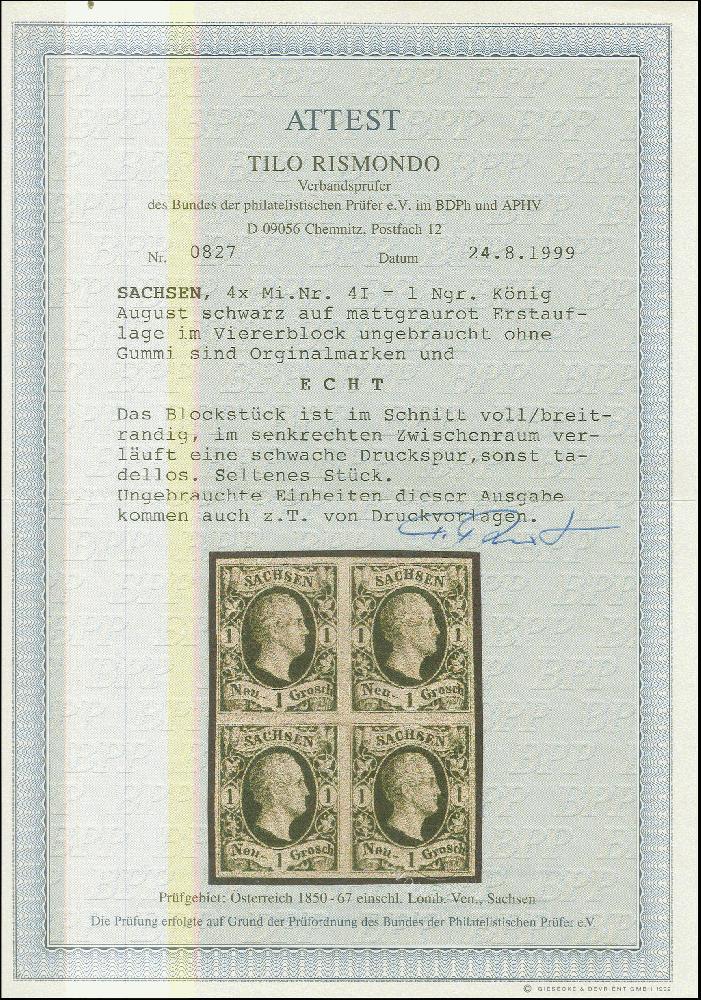 ATTEST
TILO RISMONDO
Verbandsprüfer
des Bundes der philatelistischen Prüfer e.V. im BDPh und APHV
D 09056 Chemnitz, Postfach 12
Nr. 0827 Datum 24.8.1999
SACHSEN, 4x Mi.Nr. 4I - 1 Ngr. König
August schwarz auf mattgraurot Erstauf-
lage im Viererblock ungebraucht ohne
Gummi sind Orginalmarken und
E C H T
Das Blockstück ist im Schnitt voll/breit-
randig, im senkrechten Zwischenraum ver-
läuft eine schwache Druckspur,sonst ta-
dellos. Seltenes Stück.
Ungebrauchte Einheiten dieser Ausgabe
kommen auch z.T. von Druckvorlagen.
SACHSEN SACHSEN
1 1 1 1
Neu- 1 Grosch Neu- 1 Grosch
SACHSEN SACHSEN
1 1 1 1
Neu- 1 Grosch Neu- 1 Grosch
Prüfgebiet: Österreich 1850-67 einschl. Lomb. Ven., Sachsen
Die Prüfung erfolgte auf Grund der Prüfordnung des Bundes der Philatelistischen Prüfer e.V.
© GIESECKE & DEVRIENT GMBH